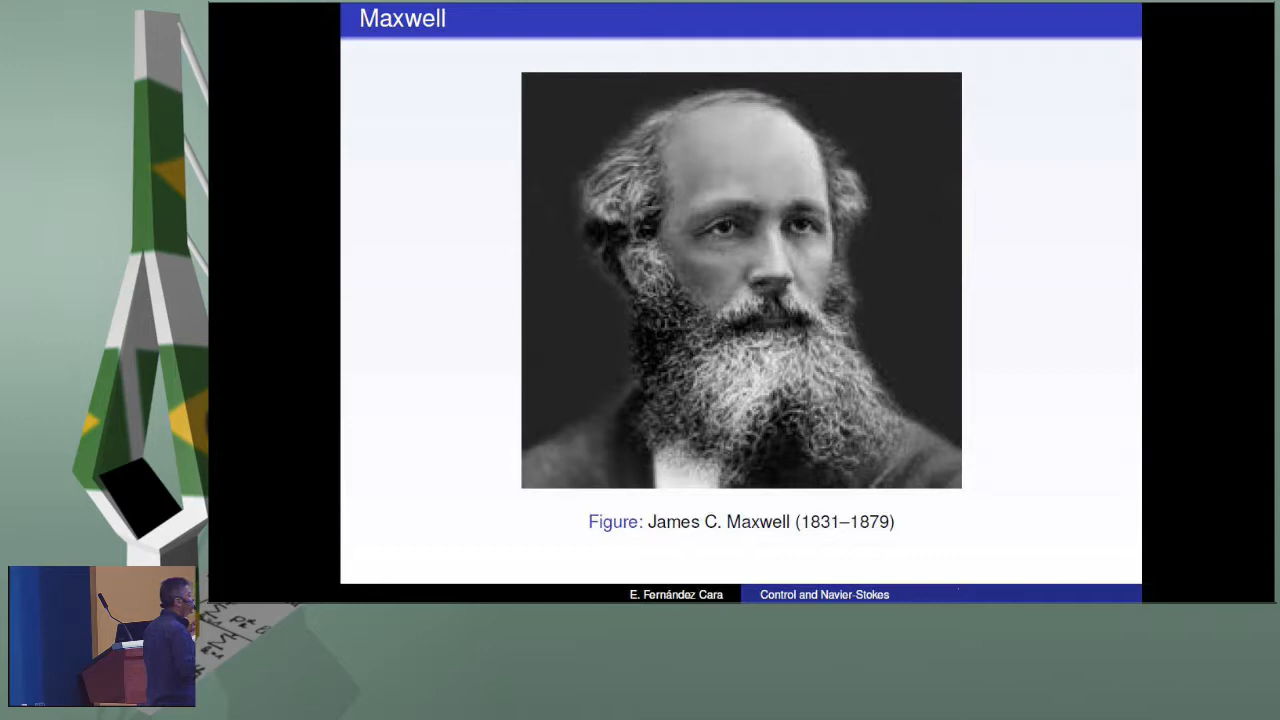 Maxwell
Figure: James C. Maxwell (1831–1879)
E. Fernández Cara
Control and Navier-Stokes